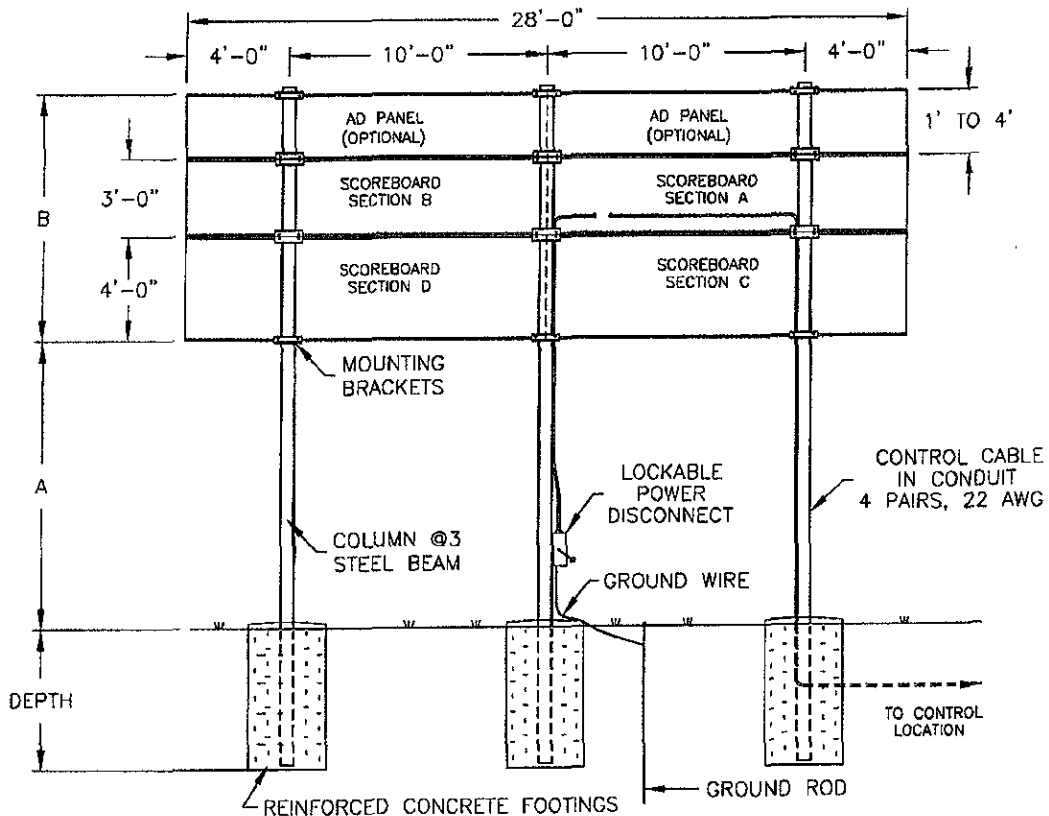 28'-0"
4'-0"
10'-0"
10'-0"
4'-0"
AD PANEL
(OPTIONAL)
AD PANEL
(OPTIONAL)
1' TO 4'
3'-0"
SCOREBOARD
SECTION B
SCOREBOARD
SECTION A
B
4'-0"
SCOREBOARD
SECTION D
SCOREBOARD
SECTION C
MOUNTING
BRACKETS
A
LOCKABLE
POWER
DISCONNECT
CONTROL CABLE
IN CONDUIT
4 PAIRS, 22 AWG
COLUMN @3
STEEL BEAM
GROUND WIRE
DEPTH
TO CONTROL
LOCATION
REINFORCED CONCRETE FOOTINGS
GROUND ROD